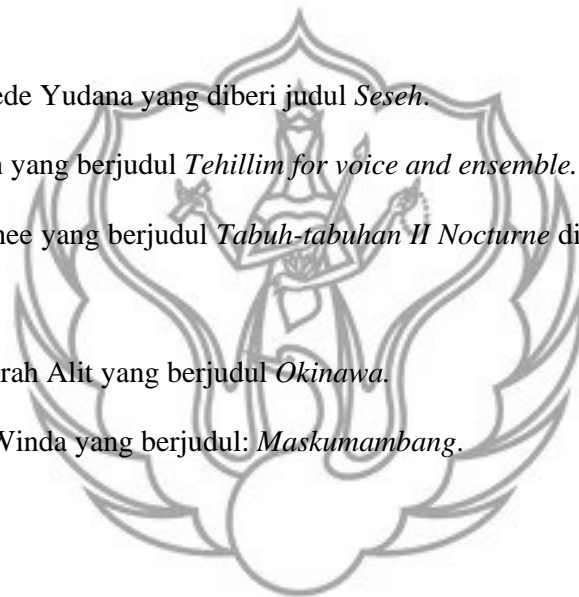 ede Yudana yang diberi judul Seseh.
n yang berjudul Tehillim for voice and ensemble.
hee yang berjudul Tabuh-tabuhan II Nocturne di
rah Alit yang berjudul Okinawa.
Winda yang berjudul: Maskumambang.